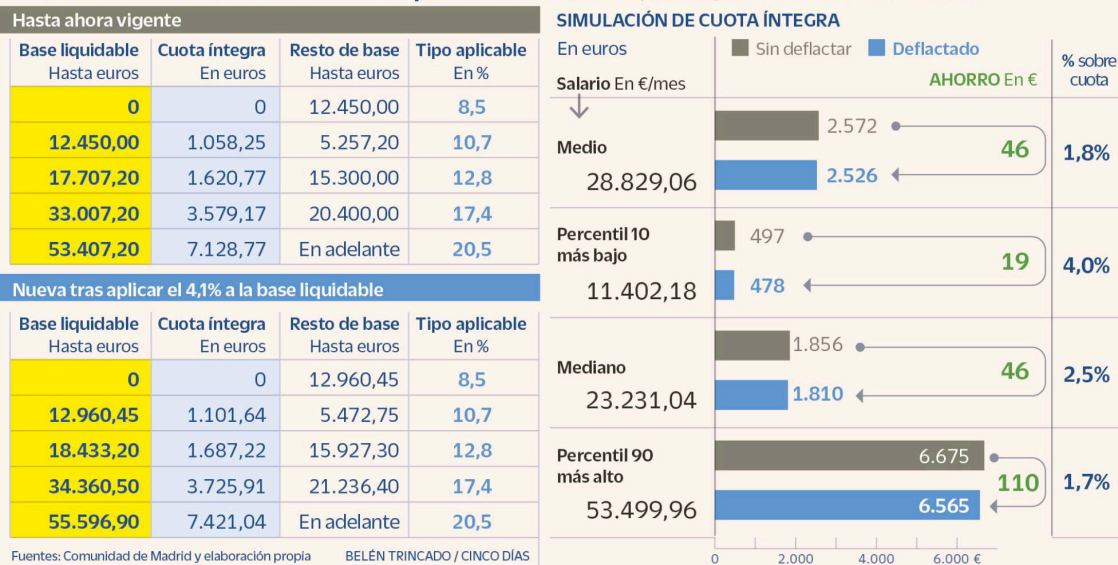 Hasta ahora vigente
Base liquidable Cuota íntegra Resto de base Tipo aplicable
Hasta euros En euros Hasta euros En %
0 0 12.450,00 8,5
12.450,00 1.058,25 5.257,20 10,7
17.707,20 1.620,77 15.300,00 12,8
33.007,20 3.579,17 20.400,00 17,4
53.407,20 7.128,77 En adelante 20,5
Nueva tras aplicar el 4,1% a la base liquidable
Base liquidable Cuota íntegra Resto de base Tipo aplicable
Hasta euros En euros Hasta euros En %
0 0 12.960,45 8,5
12.960,45 1.101,64 5.472,75 10,7
18.433,20 1.687,22 15.927,30 12,8
34.360,50 3.725,91 21.236,40 17,4
55.596,90 7.421,04 En adelante 20,5
Fuentes: Comunidad de Madrid y elaboración propia BELÉN TRINCADO / CINCO DÍAS
SIMULACIÓN DE CUOTA ÍNTEGRA
En euros Sin deflactar Deflactado
% sobre
cuota
Salario En €/mes AHORRO En €
Medio
28.829,06
2.572
2.526
46
1,8%
Percentil 10
más bajo
11.402,18
497
478
19
4,0%
Mediano
23.231,04
1.856
1.810
46
2,5%
Percentil 90
más alto
53.499,96
6.675
6.565
110
1,7%
0 2.000 4.000 6.000 €